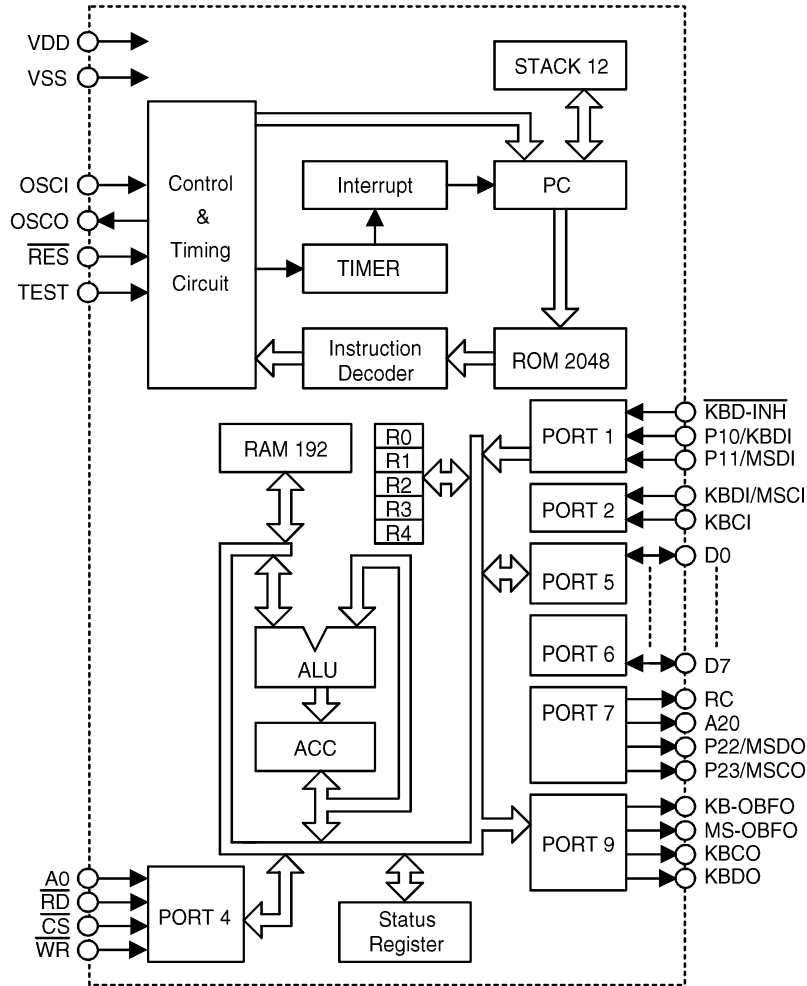 VDD
VSS
STACK 12
OSCI
OSCO
RES
TEST
Control
&
Timing
Circuit
Interrupt
PC
TIMER
Instruction
Decoder
ROM 2048
RAM 192
R0
R1
R2
R3
R4
PORT 1
KBD-INH
P10/KBDI
P11/MSDI
PORT 2
KBDI/MSCI
KBCI
PORT 5
D0
PORT 6
D7
ALU
ACC
PORT 7
RC
A20
P22/MSDO
P23/MSCO
PORT 9
KB-OBFO
MS-OBFO
KBCO
KBDO
A0
RD
CS
WR
PORT 4
Status
Register